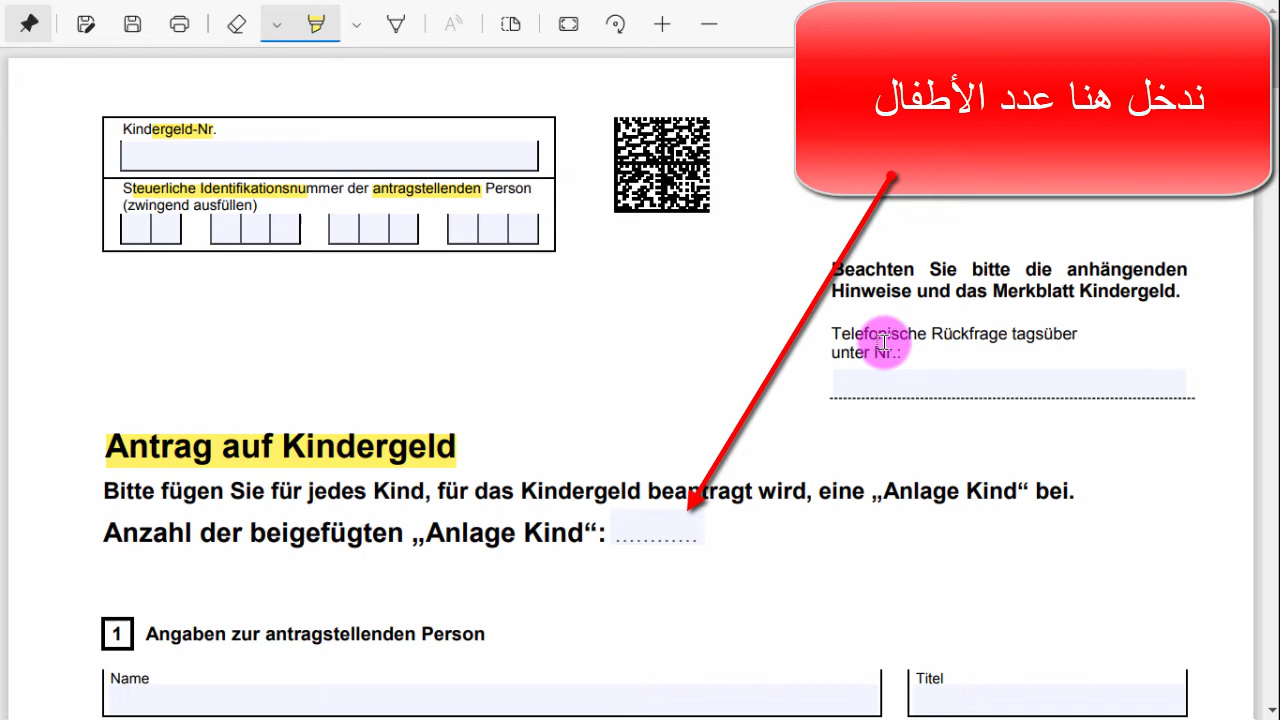 ندخل هنا عدد الأطفال
Kindergeld-Nr.
Steuerliche Identifikationsnummer der antragstellenden Person
(zwingend ausfüllen)
Beachten Sie bitte die anhängenden
Hinweise und das Merkblatt Kindergeld.
Telefonische Rückfrage tagsüber
unter Nr.:
Antrag auf Kindergeld
Bitte fügen Sie für jedes Kind, für das Kindergeld beantragt wird, eine „Anlage Kind“ bei.
Anzahl der beigefügten „Anlage Kind“: ............
1 Angaben zur antragstellenden Person
Name
Titel